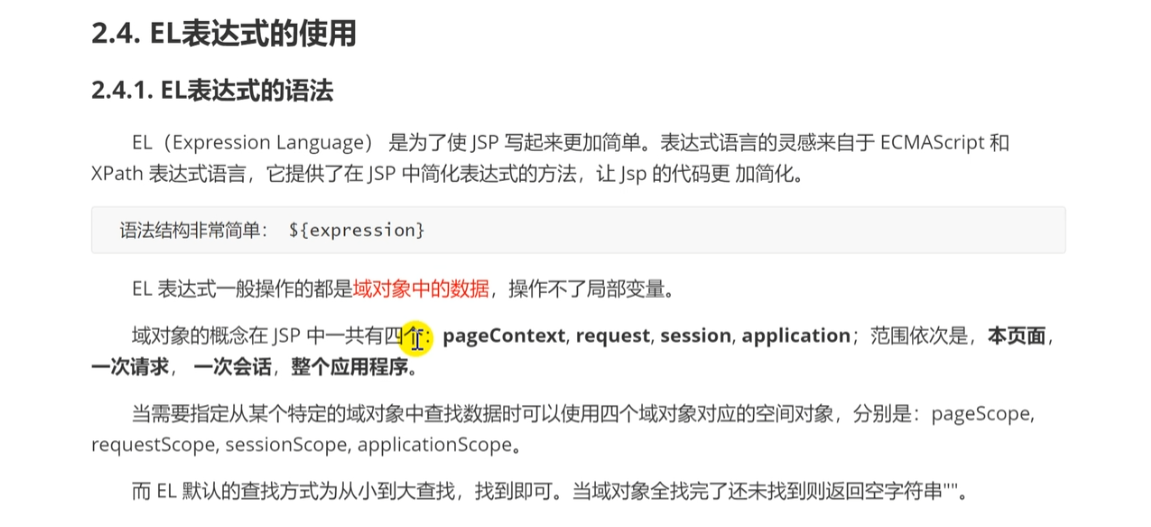 2.4. EL表达式的使用
2.4.1. EL表达式的语法
EL（Expression Language） 是为了使 JSP 写起来更加简单。表达式语言的灵感来自于 ECMAScript 和
XPath 表达式语言，它提供了在 JSP 中简化表达式的方法，让 Jsp 的代码更 加简化。
语法结构非常简单： ${expression}
EL 表达式一般操作的都是域对象中的数据，操作不了局部变量。
域对象的概念在 JSP 中一共有四个：pageContext, request, session, application；范围依次是，本页面，
一次请求， 一次会话，整个应用程序。
当需要指定从某个特定的域对象中查找数据时可以使用四个域对象对应的空间对象，分别是：pageScope,
requestScope, sessionScope, applicationScope。
而 EL 默认的查找方式为从小到大查找，找到即可。当域对象全找完了还未找到则返回空字符串""。